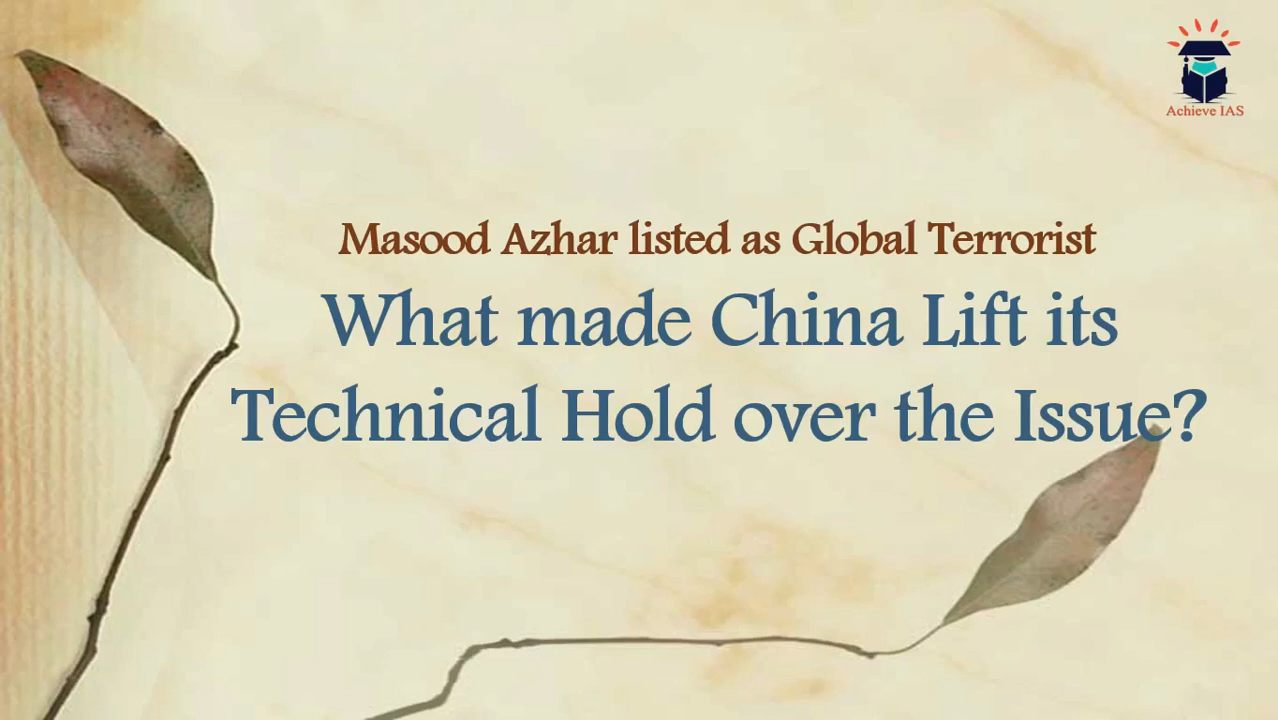 Achieve IAS
Masood Azhar listed as Global Terrorist
What made China Lift its
Technical Hold over the Issue?